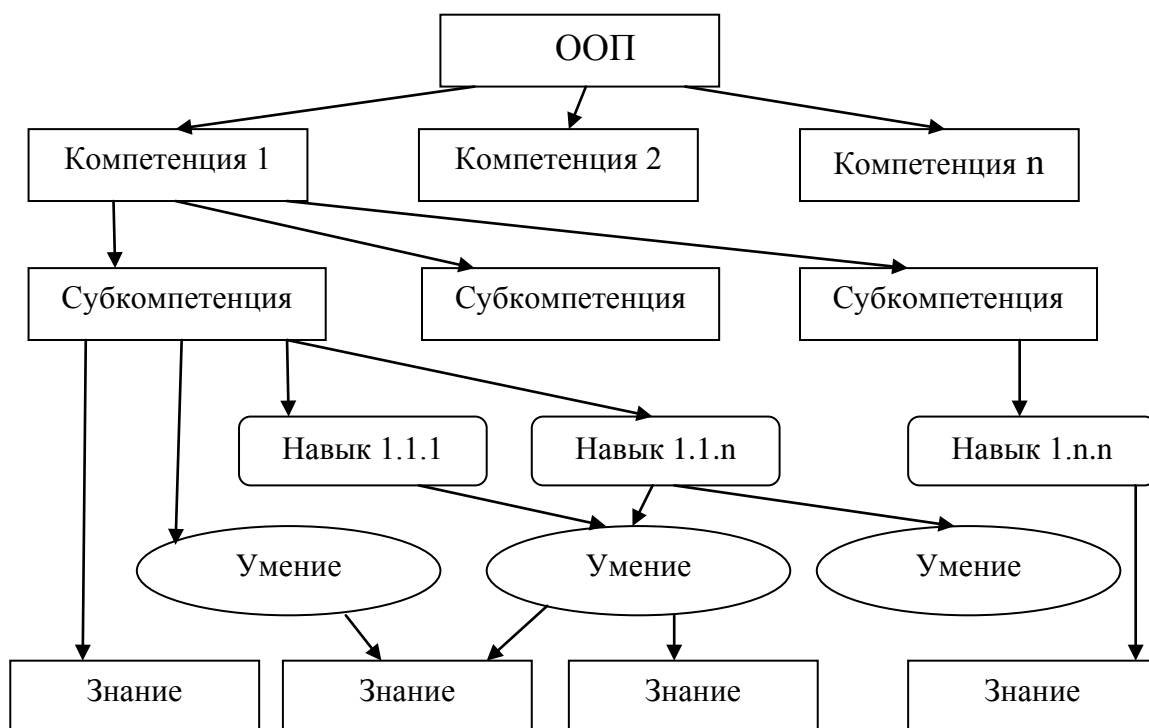 ООП
Компетенция 1
Компетенция 2
Компетенция n
Субкомпетенция
Субкомпетенция
Субкомпетенция
Навык 1.1.1
Навык 1.1.n
Навык 1.n.n
Умение
Умение
Умение
Знание
Знание
Знание
Знание